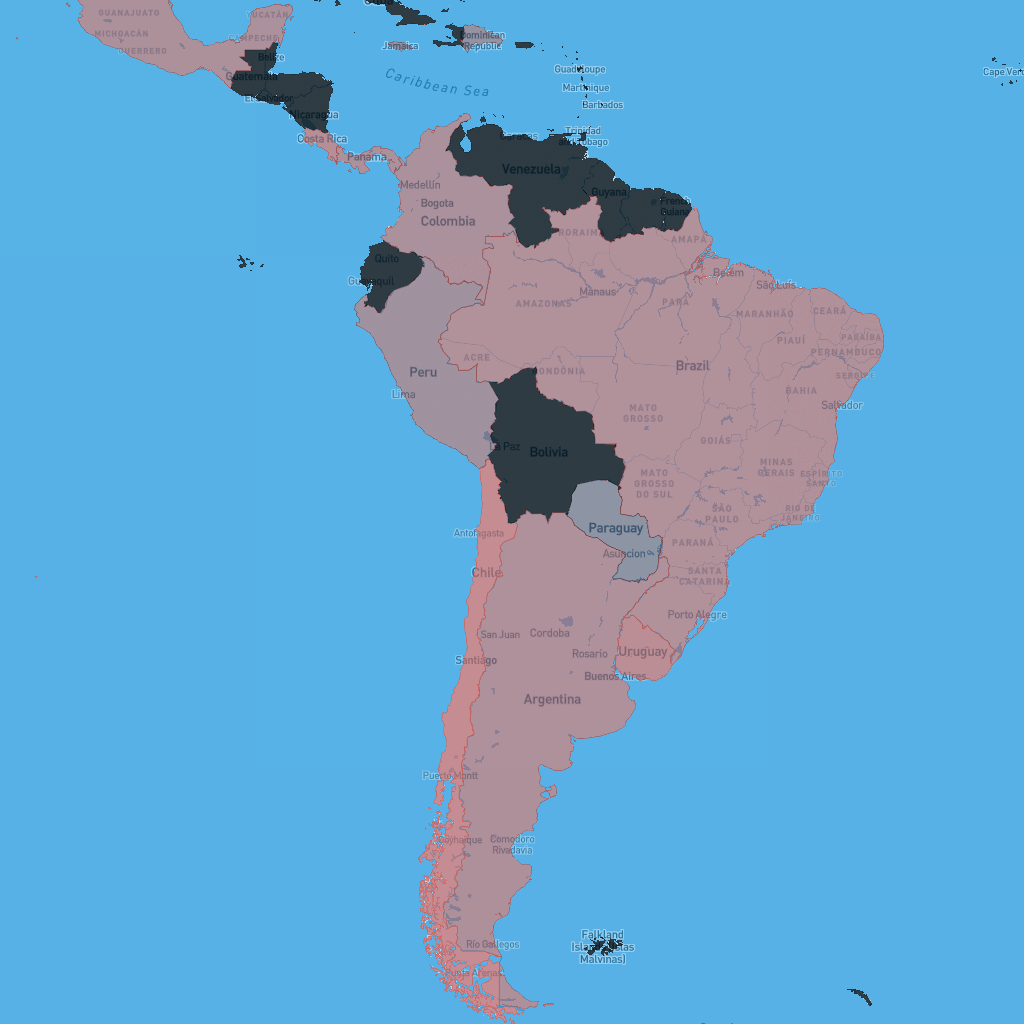 GUANAJUATO
YUCATÁN
MICHOACÁN
CAMPECHE
GUERRERO
Dominican
Republic
Jamaica
Belize
Guatemala
El Salvador
Nicaragua
Costa Rica
Panama
Caribbean Sea
Guadeloupe
Martinique
Barbados
Cape Verde
Trinidad
and Tobago
Caracas
Venezuela
Guyana
French
Guiana
Medellín
Bogota
Colombia
RORAIMA
AMAPÁ
Quito
Guayaquil
Belém
São Luís
Manaus
AMAZONAS
PARÁ
MARANHÃO
CEARÁ
PIAUÍ
PARAÍBA
PERNAMBUCO
ACRE
RONDÔNIA
Brazil
SERGIPE
BAHIA
Peru
Lima
MATO
GROSSO
Salvador
La Paz
Bolivia
GOIÁS
MINAS
GERAIS
ESPÍRITO
SANTO
MATO
GROSSO
DO SUL
SÃO
PAULO
RIO DE
JANEIRO
Paraguay
Antofagasta
Asuncion
PARANÁ
Chile
SANTA
CATARINA
Porto Alegre
San Juan
Cordoba
Rosario
Uruguay
Santiago
Buenos Aires
Argentina
Puerto Montt
Coyhaique
Comodoro
Rivadavia
Río Gallegos
Falkland
Islands (Islas
Malvinas)
Punta Arenas